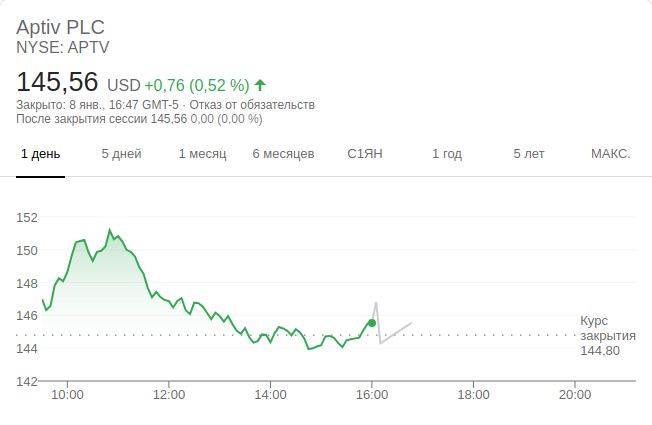 Aptiv PLC
NYSE: APTV
145,56 USD +0,76 (0,52 %)
Закрыто: 8 янв., 16:47 GMT-5 · Отказ от обязательств
После закрытия сессии 145,56 0,00 (0,00 %)
1 день 5 дней 1 месяц 6 месяцев С1ЯН 1 год 5 лет МАКС.
152
150
148
146
144
142
Курс
закрытия
144,80
10:00 12:00 14:00 16:00 18:00 20:00